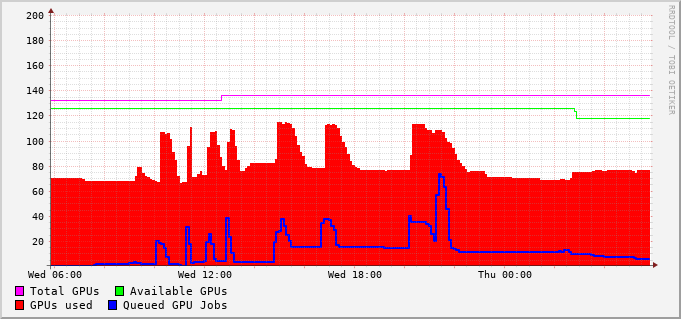 200
180
160
140
120
100
80
60
40
20
Wed 06:00 Wed 12:00 Wed 18:00 Thu 00:00
Total GPUs Available GPUs
GPUs used Queued GPU Jobs
RRDTOOL / TOBI OETIKER